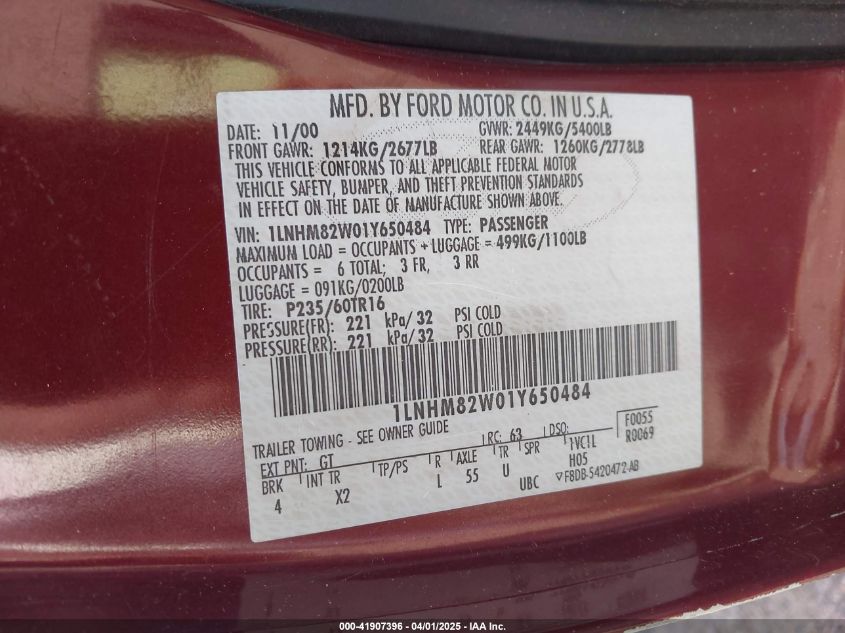 MFD. BY FORD MOTOR CO. IN U.S.A.
DATE: 11/00 GVWR: 2449KG/5400LB
FRONT GAWR: 1214KG/2677LB REAR GAWR: 1260KG/2778LB
THIS VEHICLE CONFORMS TO ALL APPLICABLE FEDERAL MOTOR
VEHICLE SAFETY, BUMPER, AND THEFT PREVENTION STANDARDS
IN EFFECT ON THE DATE OF MANUFACTURE SHOWN ABOVE.
VIN: 1LNHM82W01Y650484 TYPE: PASSENGER
MAXIMUM LOAD = OCCUPANTS + LUGGAGE = 499KG/1100LB
OCCUPANTS = 6 TOTAL; 3 FR, 3 RR
LUGGAGE = 091KG/0200LB
TIRE: P235/60TR16
PRESSURE(FR): 221 kPa/ 32 PSI COLD
PRESSURE(RR): 221 kPa/ 32 PSI COLD
1LNHM82W01Y650484
TRAILER TOWING - SEE OWNER GUIDE
EXT PNT: GT RC: 63 DSO: F0055
BRK INT TR TP/PS R AXLE TR SPR 1VC1L R0069
4 X2 L 55 U H05
UBC ▽F8DB-5420472-AB
000-41907396 - 04/01/2025 - IAA Inc.